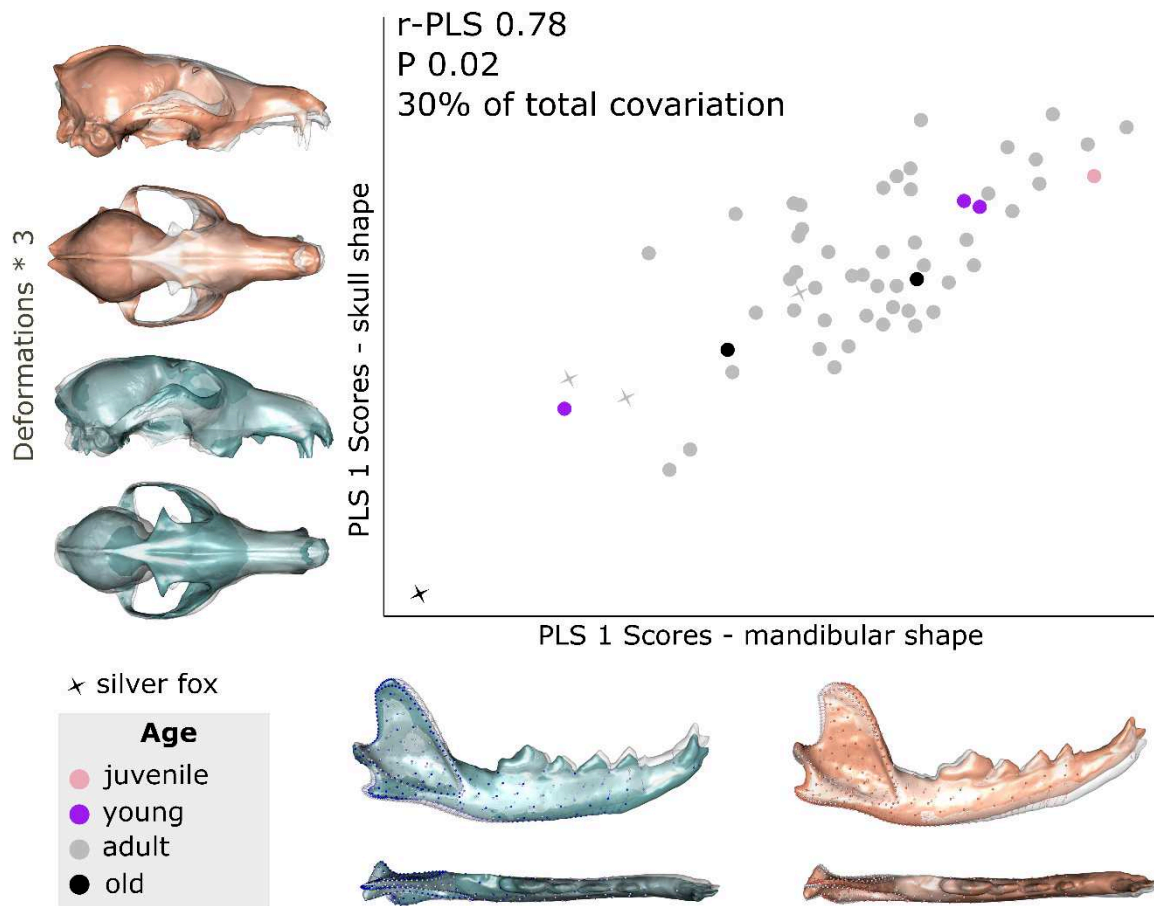 r-PLS 0.78
P 0.02
30% of total covariation
Deformations * 3
PLS 1 Scores - skull shape
PLS 1 Scores - mandibular shape
silver fox
Age
juvenile
young
adult
old